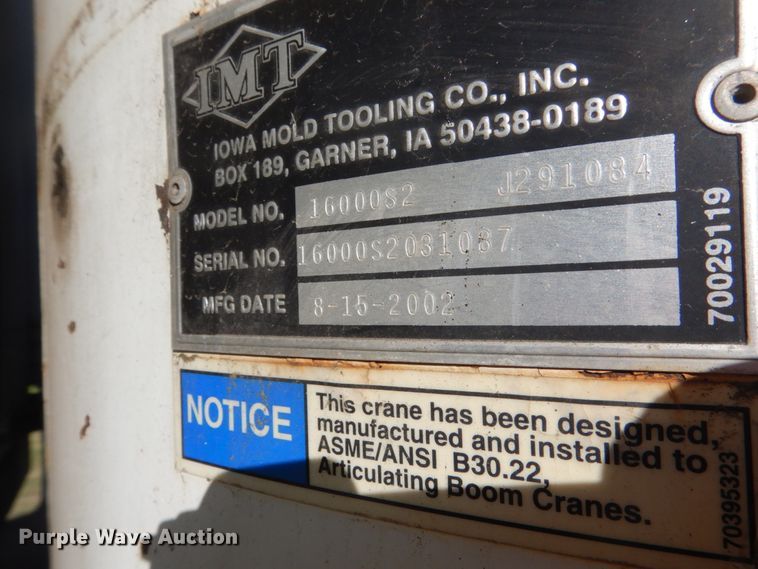 IMT
IOWA MOLD TOOLING CO., INC.
BOX 189, GARNER, IA 50438-0189
MODEL NO. 16000S2 J291084
SERIAL NO. 16000S2031087
MFG DATE 8-15-2002
70029119
NOTICE
This crane has been designed,
manufactured and installed to
ASME/ANSI B30.22,
Articulating Boom Cranes.
70395323
Purple Wave Auction